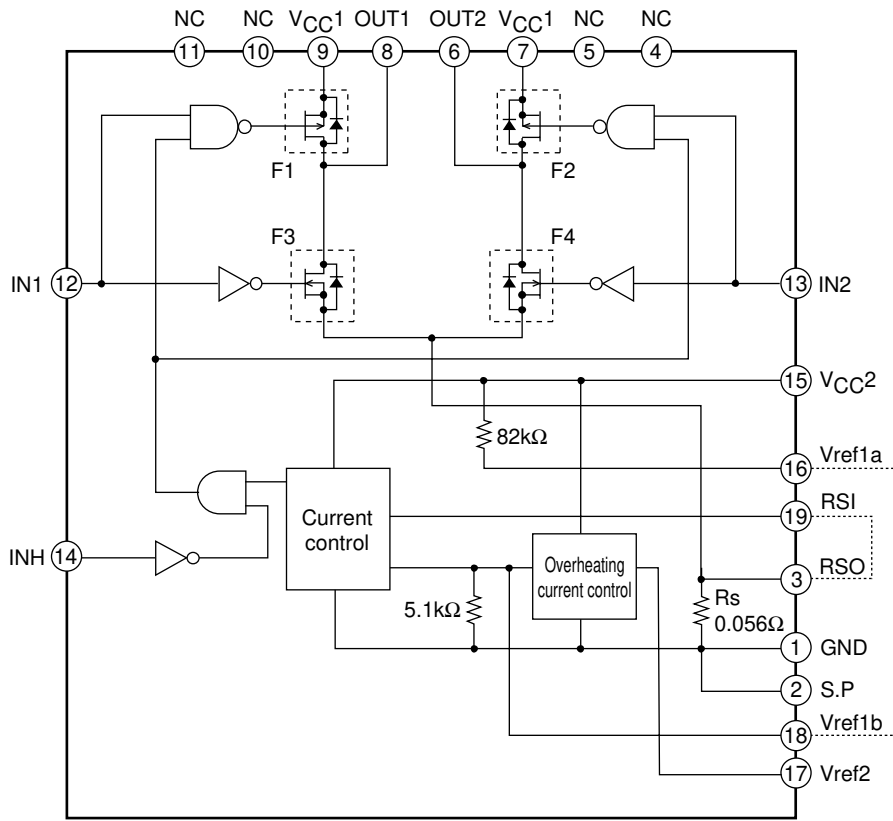 NC NC VCC1 OUT1 OUT2 VCC1 NC NC
11 10 9 8 6 7 5 4
F1 F2
F3 F4
IN1 12 13 IN2
15 VCC2
82kΩ
16 Vref1a
Current
control
19 RSI
INH 14
Overheating
current control
3 RSO
5.1kΩ
Rs
0.056Ω
1 GND
2 S.P
18 Vref1b
17 Vref2